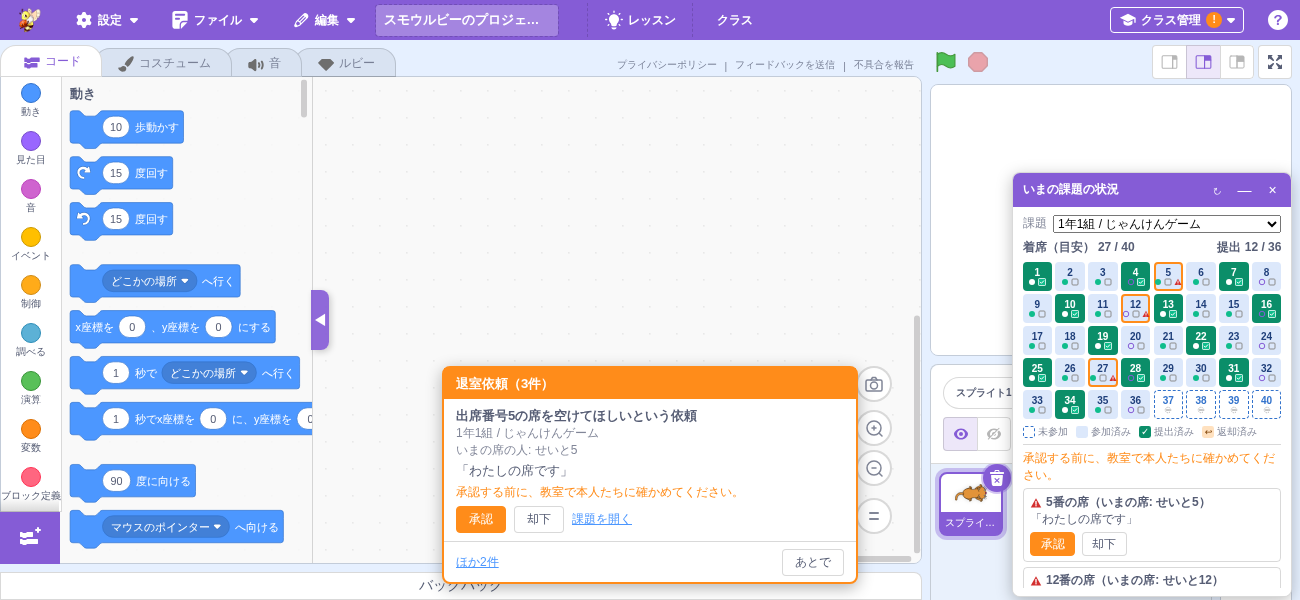 設定 ファイル 編集 スモウルビーのプロジェ… レッスン クラス クラス管理 ! ?
コード コスチューム 音 ルビー
プライバシーポリシー | フィードバックを送信 | 不具合を報告
動き
見た目
音
イベント
制御
調べる
演算
変数
ブロック定義
動き
10 歩動かす
15 度回す
15 度回す
どこかの場所 へ行く
x座標を 0 、y座標を 0 にする
1 秒で どこかの場所 へ行く
1 秒でx座標を 0 に、y座標を 0
90 度に向ける
マウスのポインター へ向ける
バックパック
退室依頼（3件）
出席番号5の席を空けてほしいという依頼
1年1組 / じゃんけんゲーム
いまの席の人: せいと5
「わたしの席です」
承認する前に、教室で本人たちに確かめてください。
承認 却下 課題を開く
ほか2件 あとで
スプライト1
スプライ…
いまの課題の状況
課題 1年1組 / じゃんけんゲーム
着席（目安） 27 / 40 提出 12 / 36
1 2 3 4 5 6 7 8
9 10 11 12 13 14 15 16
17 18 19 20 21 22 23 24
25 26 27 28 29 30 31 32
33 34 35 36 37 38 39 40
未参加 参加済み 提出済み 返却済み
承認する前に、教室で本人たちに確かめてくだ
さい。
5番の席（いまの席: せいと5）
「わたしの席です」
承認 却下
12番の席（いまの席: せいと12）